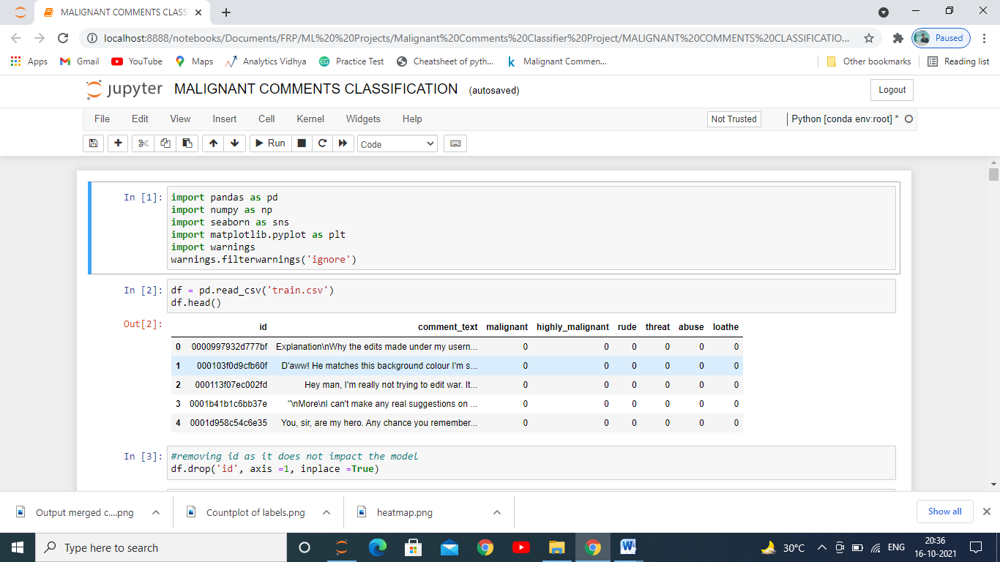 MALIGNANT COMMENTS CLASS
localhost:8888/notebooks/Documents/FRP/ML%20%20Projects/Malignant%20Comments%20Classifier%20Project/MALIGNANT%20COMMENTS%20CLASSIFICATIO...
Paused
Apps Gmail YouTube Maps Analytics Vidhya Practice Test Cheatsheet of pyth... Malignant Commen... Other bookmarks Reading list
jupyter MALIGNANT COMMENTS CLASSIFICATION (autosaved) Logout
File Edit View Insert Cell Kernel Widgets Help Not Trusted Python [conda env:root] *
Run Code
In [1]: import pandas as pd
import numpy as np
import seaborn as sns
import matplotlib.pyplot as plt
import warnings
warnings.filterwarnings('ignore')
In [2]: df = pd.read_csv('train.csv')
df.head()
Out[2]:
id comment_text malignant highly_malignant rude threat abuse loathe
0 0000997932d777bf Explanation\nWhy the edits made under my usern... 0 0 0 0 0 0
1 000103f0d9cfb60f D'aww! He matches this background colour I'm s... 0 0 0 0 0 0
2 000113f07ec002fd Hey man, I'm really not trying to edit war. It... 0 0 0 0 0 0
3 0001b41b1c6bb37e "\nMore\nI can't make any real suggestions on ... 0 0 0 0 0 0
4 0001d958c54c6e35 You, sir, are my hero. Any chance you remember... 0 0 0 0 0 0
In [3]: #removing id as it does not impact the model
df.drop('id', axis =1, inplace =True)
Output merged c....png Countplot of labels.png heatmap.png Show all
Type here to search 30°C ENG 20:36
16-10-2021